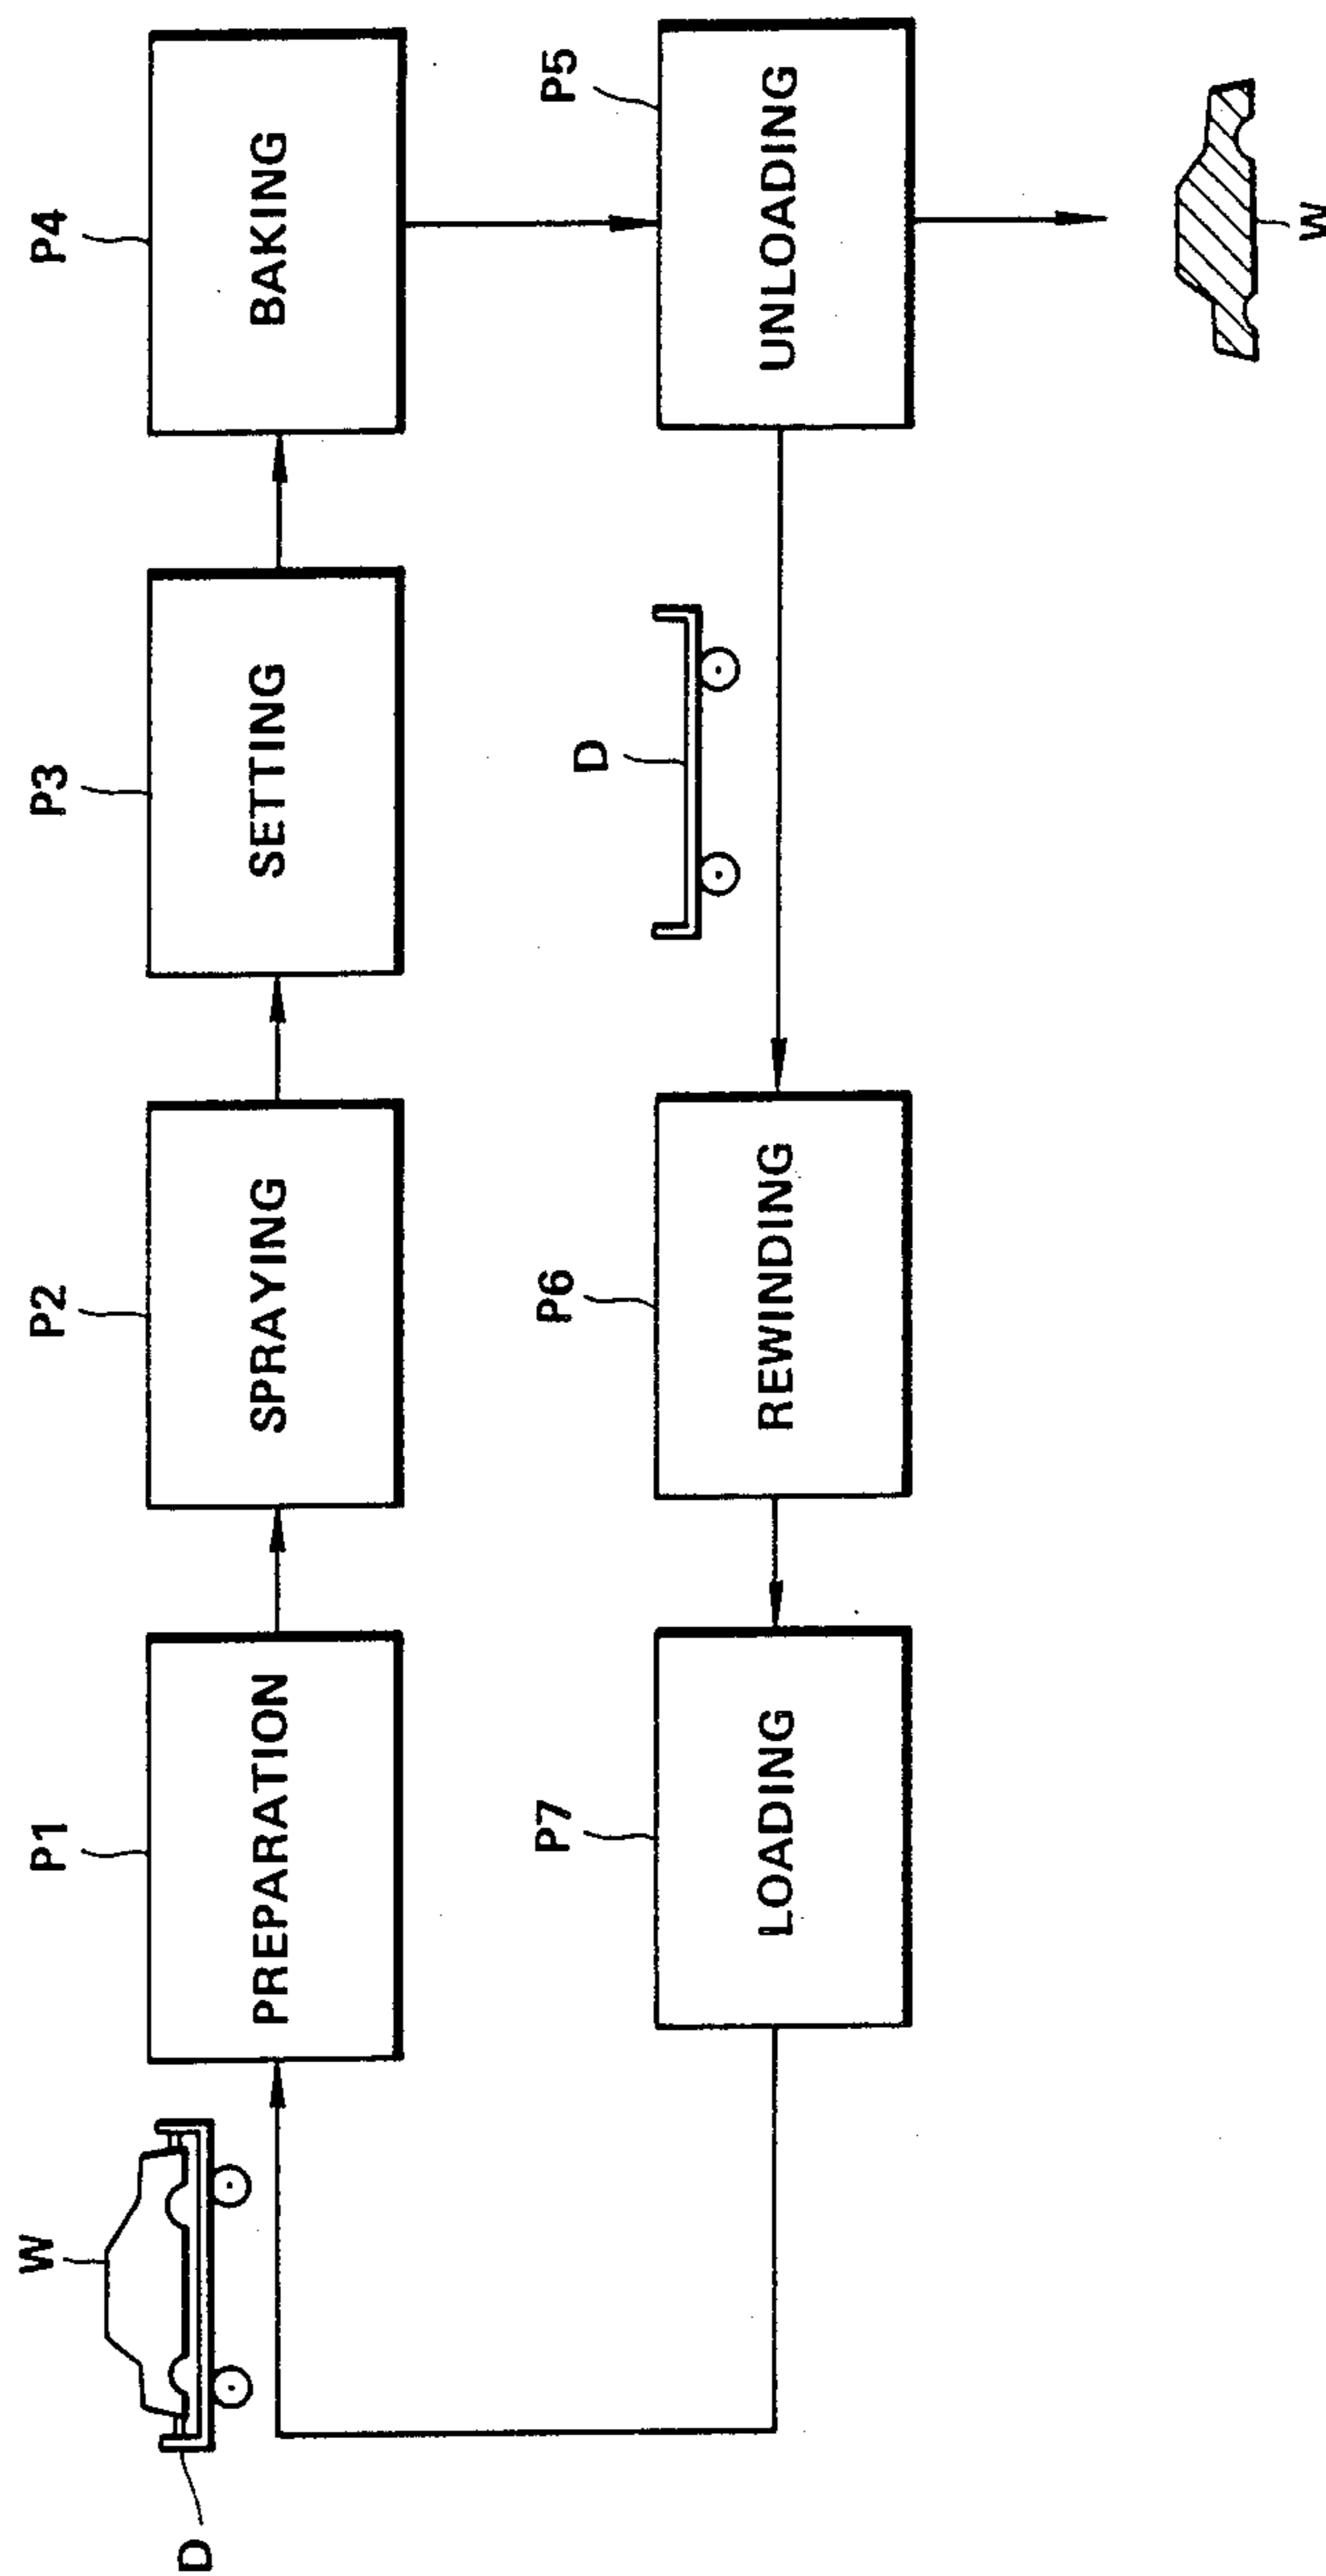 W
D
P1
PREPARATION
P2
SPRAYING
P3
SETTING
P4
BAKING
P7
LOADING
P6
REWINDING
D
P5
UNLOADING
W